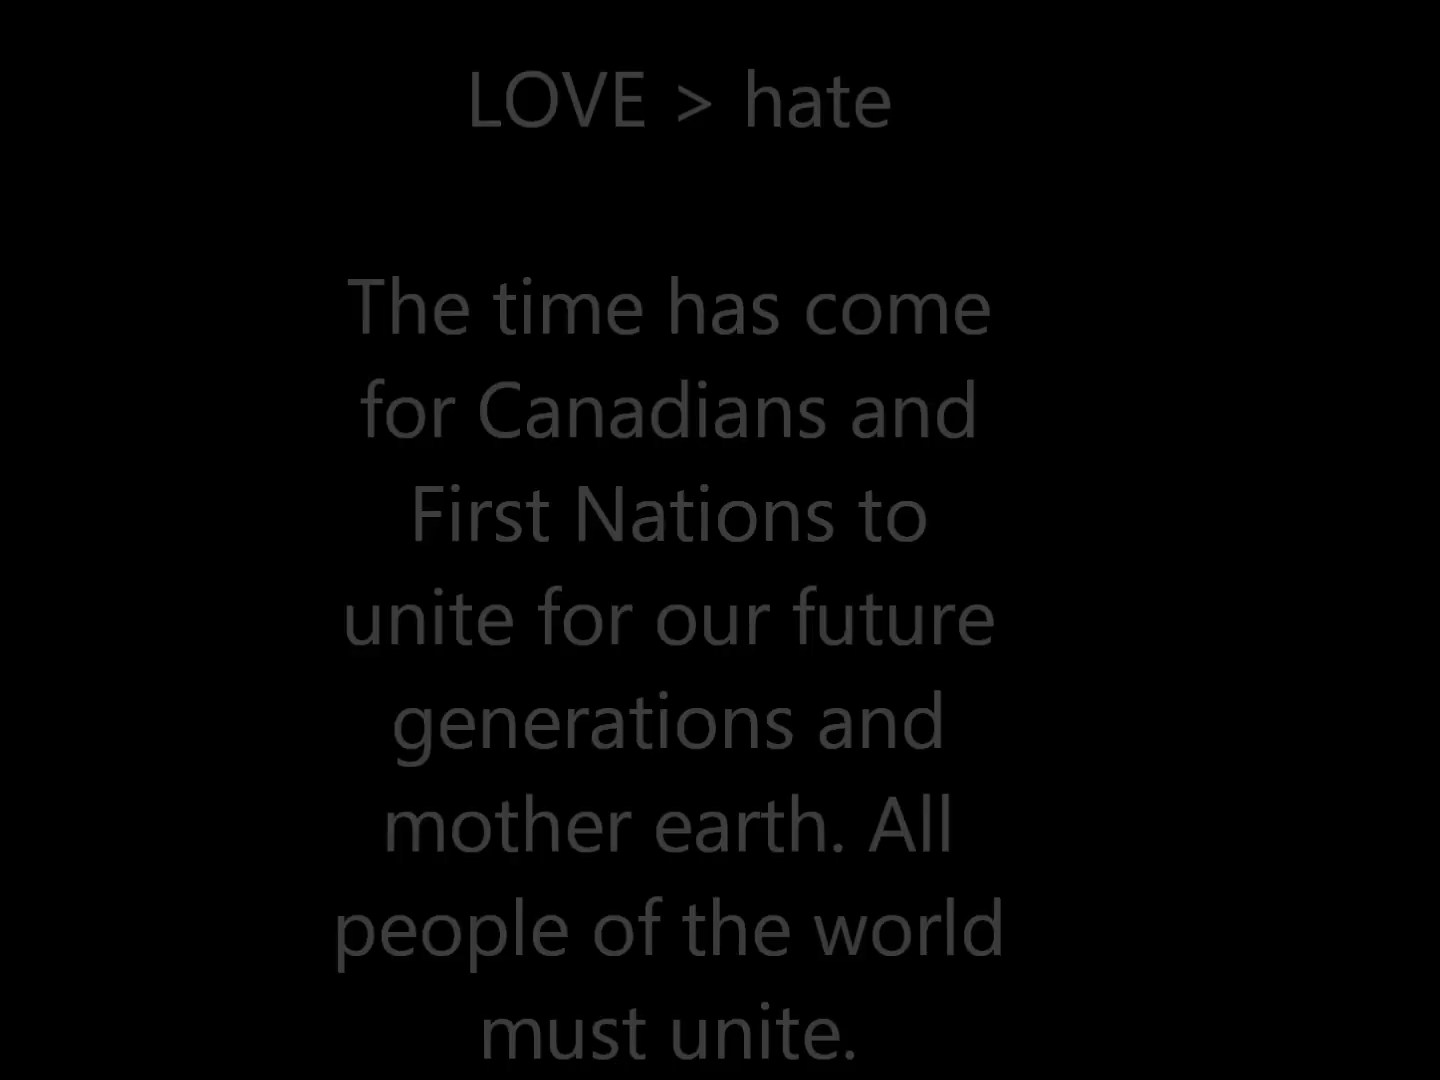 LOVE > hate
The time has come
for Canadians and
First Nations to
unite for our future
generations and
mother earth. All
people of the world
must unite.